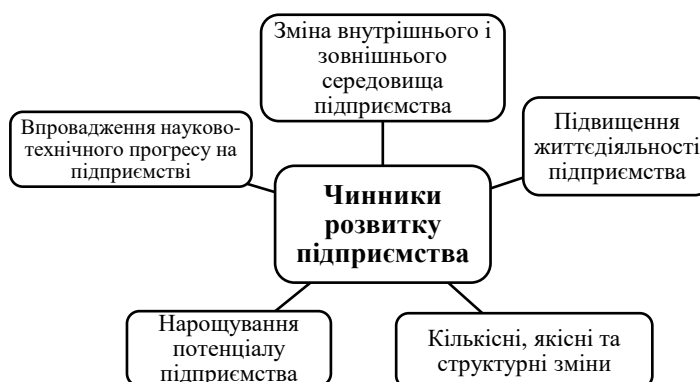 Зміна внутрішнього і
зовнішнього
середовища
підприємства
Впровадження науково-
технічного прогресу на
підприємстві
Підвищення
життєдіяльності
підприємства
Чинники
розвитку
підприємства
Нарощування
потенціалу
підприємства
Кількісні, якісні та
структурні зміни